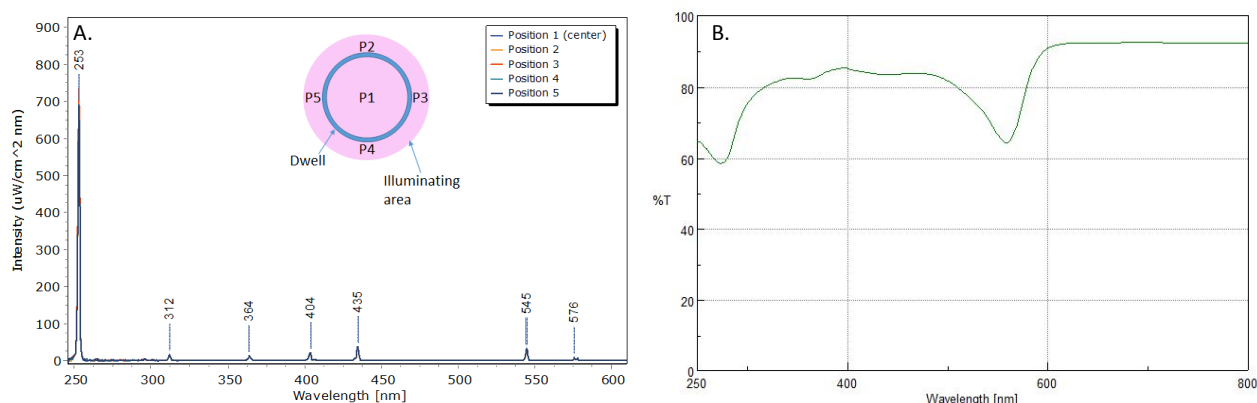 A.
900
800
700
600
500
400
300
200
100
0
Intensity (uW/cm^2 nm)
250
300
350
400
450
500
550
600
Wavelength [nm]
253
312
364
404
435
545
576
P2
P5
P1
P3
P4
Dwell
Illuminating
area
Position 1 (center)
Position 2
Position 3
Position 4
Position 5
B.
100
80
60
%T
40
20
0
250
400
600
800
Wavelength [nm]